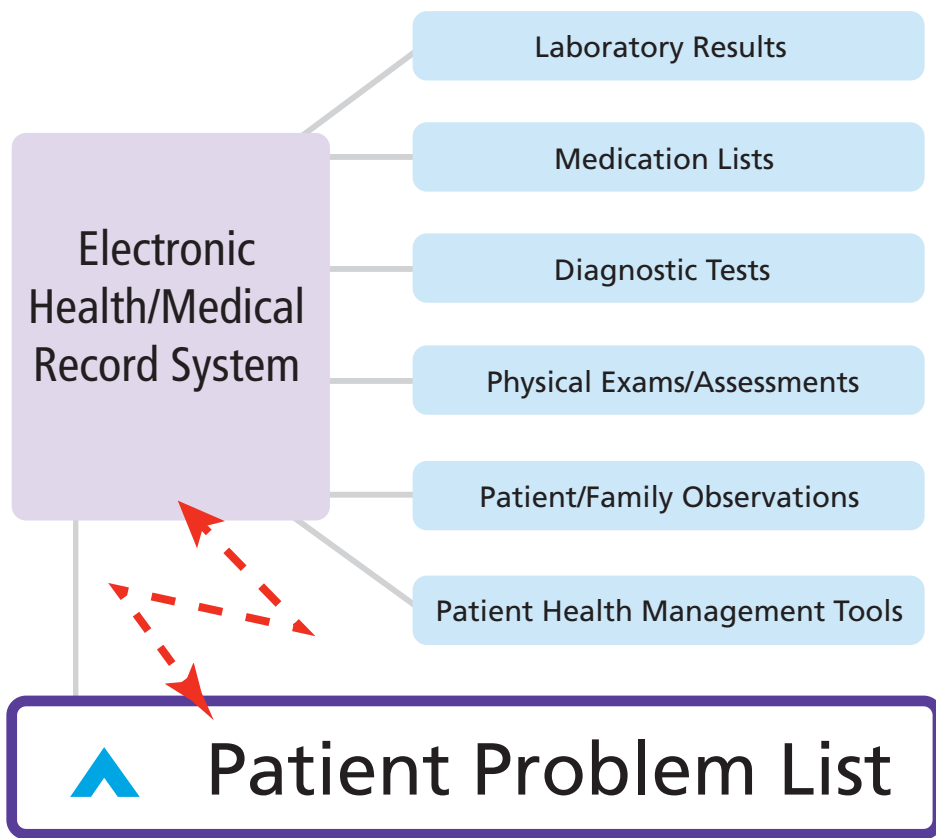 Laboratory Results
Medication Lists
Electronic
Health/Medical
Record System
Diagnostic Tests
Physical Exams/Assessments
Patient/Family Observations
Patient Health Management Tools
Patient Problem List